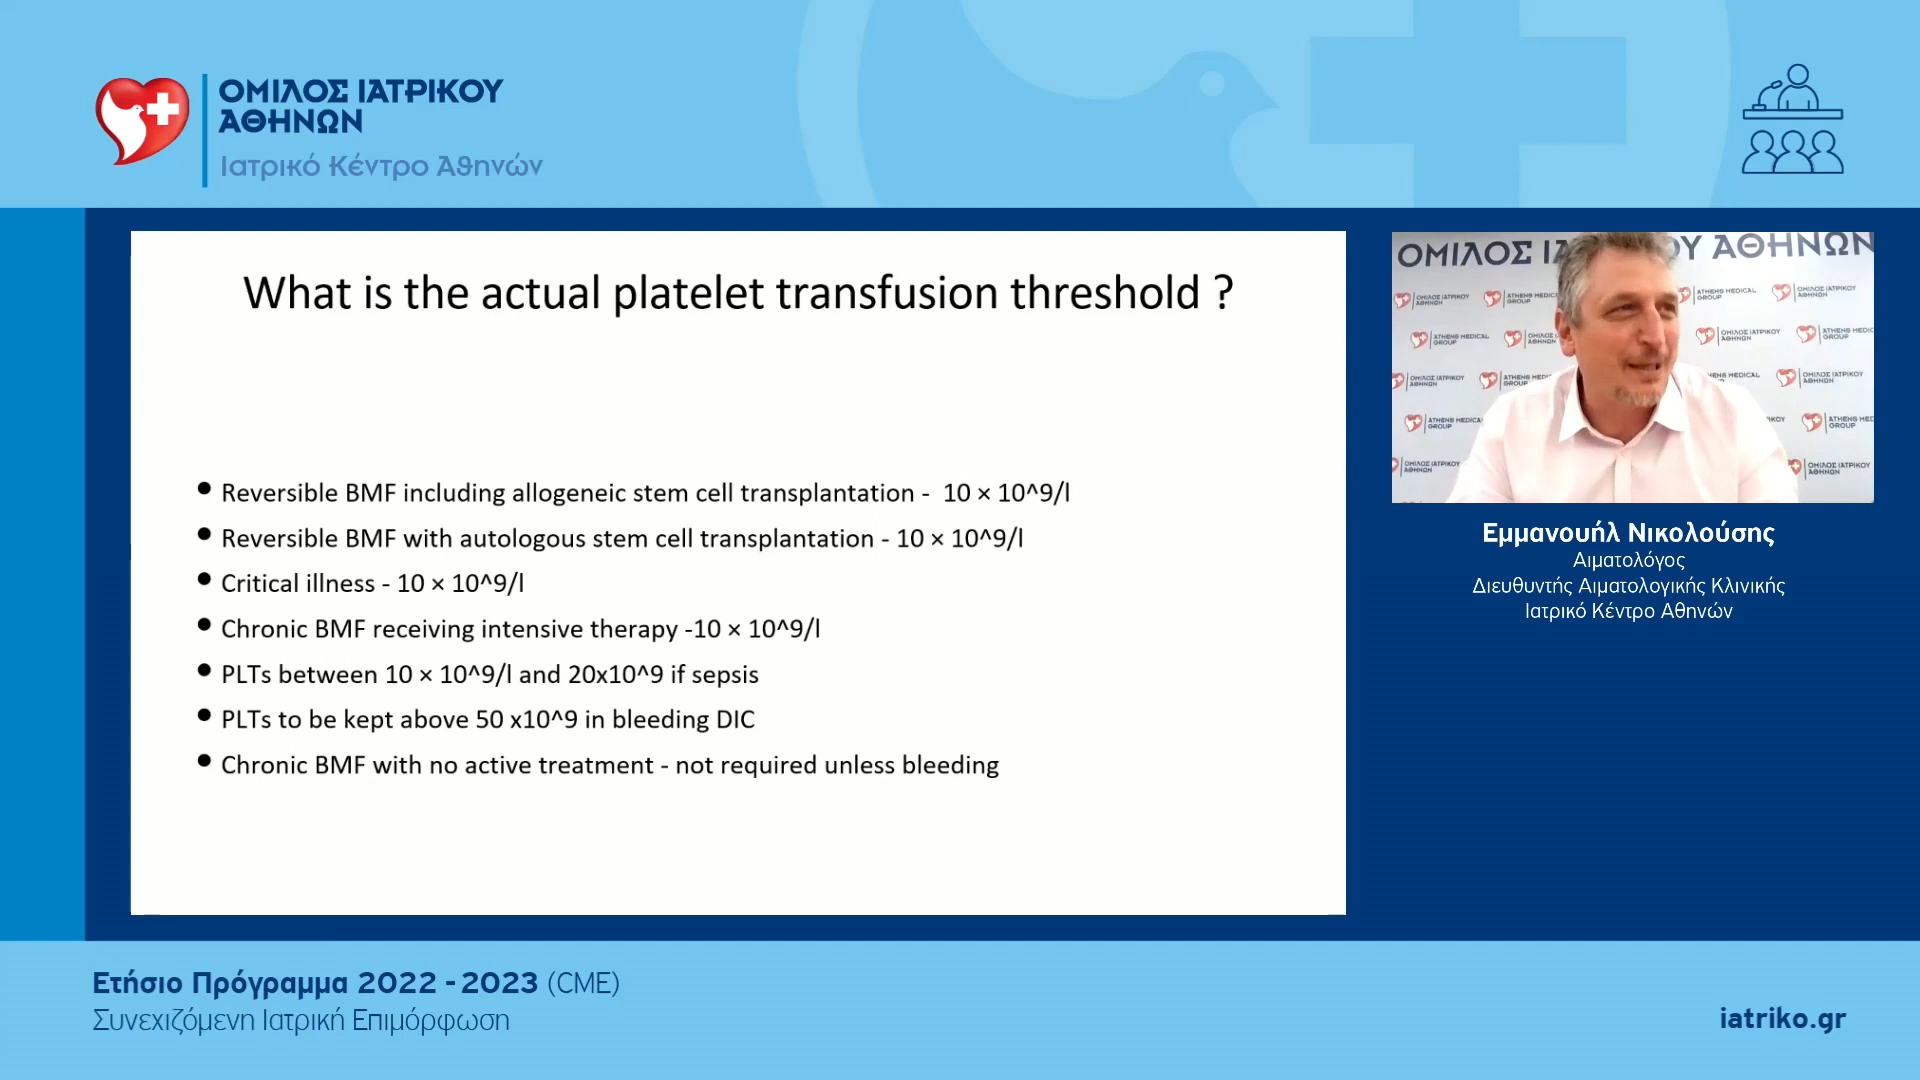 ΟΜΙΛΟΣ ΙΑΤΡΙΚΟΥ
ΑΘΗΝΩΝ
Ιατρικό Κέντρο Αθηνών
What is the actual platelet transfusion threshold ?
• Reversible BMF including allogeneic stem cell transplantation - 10 × 10^9/l
• Reversible BMF with autologous stem cell transplantation - 10 × 10^9/l
• Critical illness - 10 × 10^9/l
• Chronic BMF receiving intensive therapy -10 × 10^9/l
• PLTs between 10 × 10^9/l and 20x10^9 if sepsis
• PLTs to be kept above 50 x10^9 in bleeding DIC
• Chronic BMF with no active treatment - not required unless bleeding
Εμμανουήλ Νικολούσης
Αιματολόγος
Διευθυντής Αιματολογικής Κλινικής
Ιατρικό Κέντρο Αθηνών
Ετήσιο Πρόγραμμα 2022 - 2023 (CME)
Συνεχιζόμενη Ιατρική Επιμόρφωση
iatriko.gr